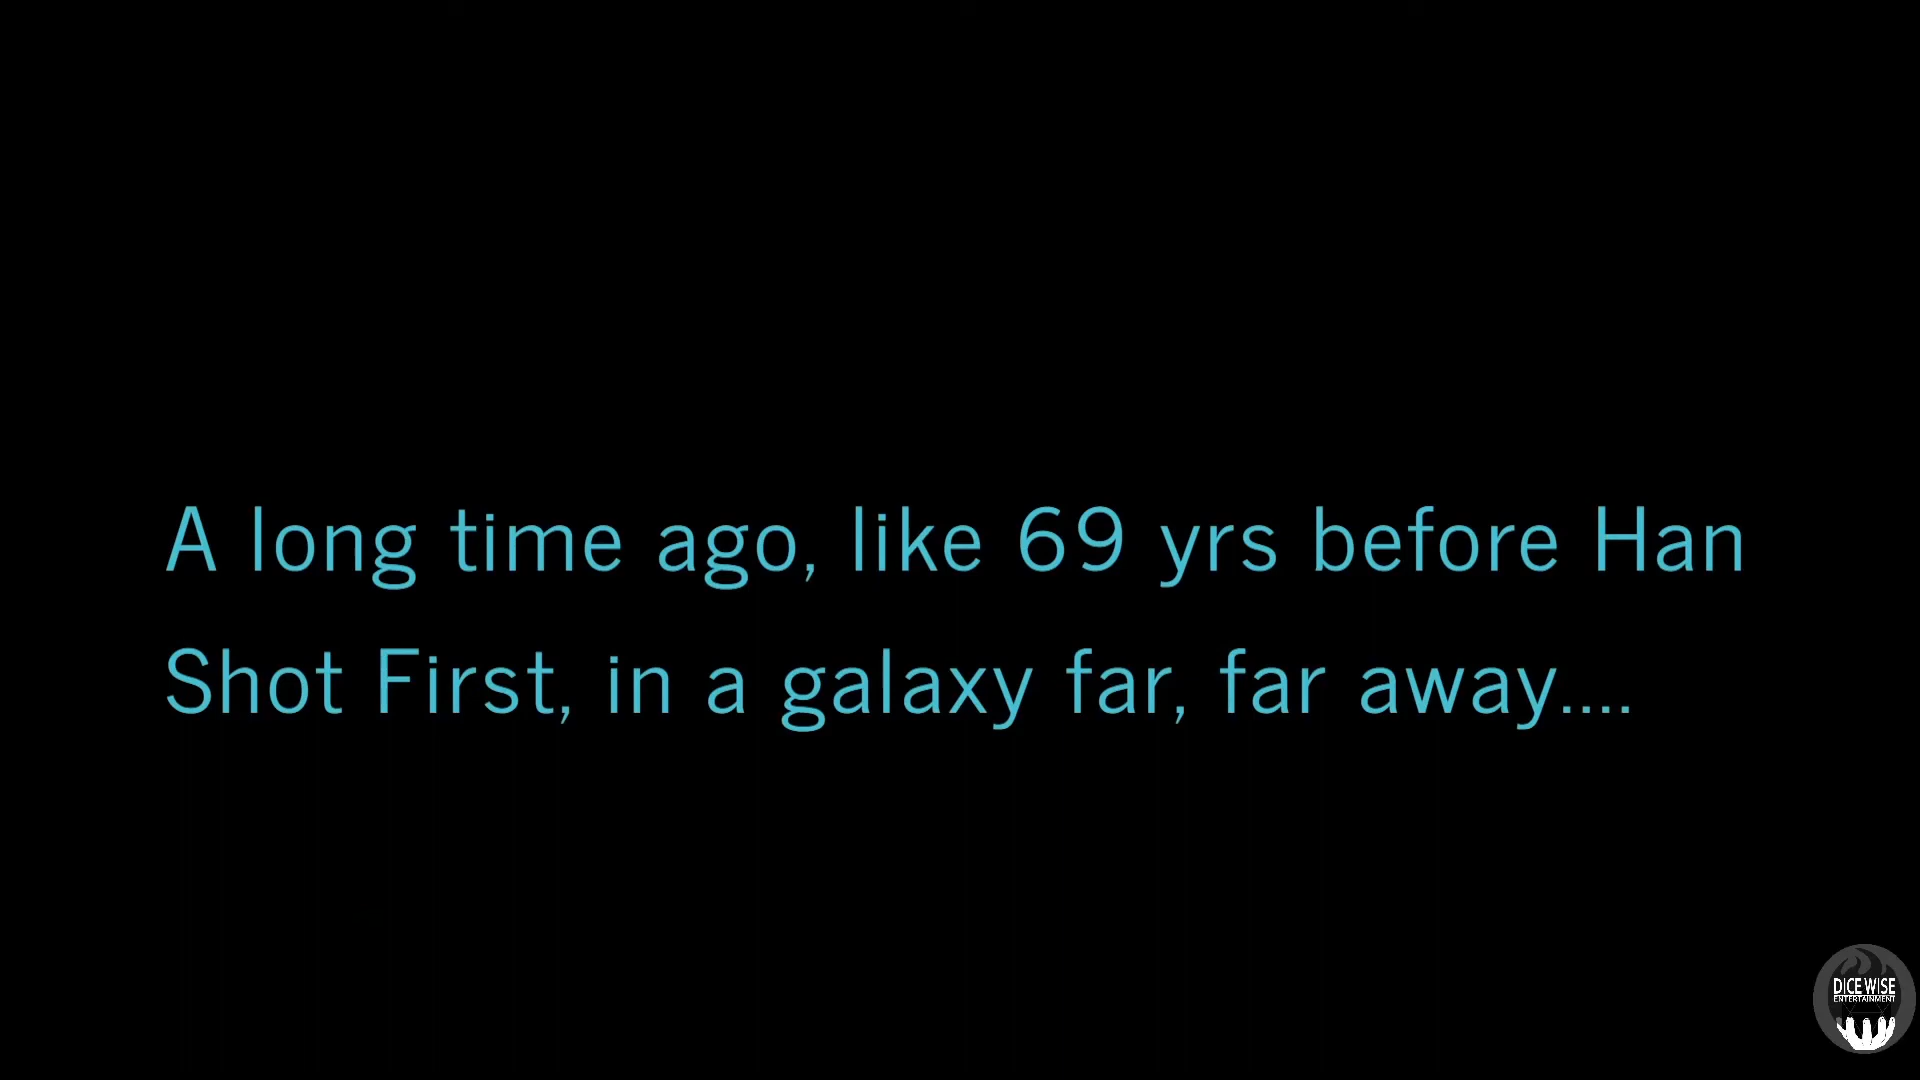 A long time ago, like 69 yrs before Han
Shot First, in a galaxy far, far away....
DICE WISE
ENTERTAINMENT